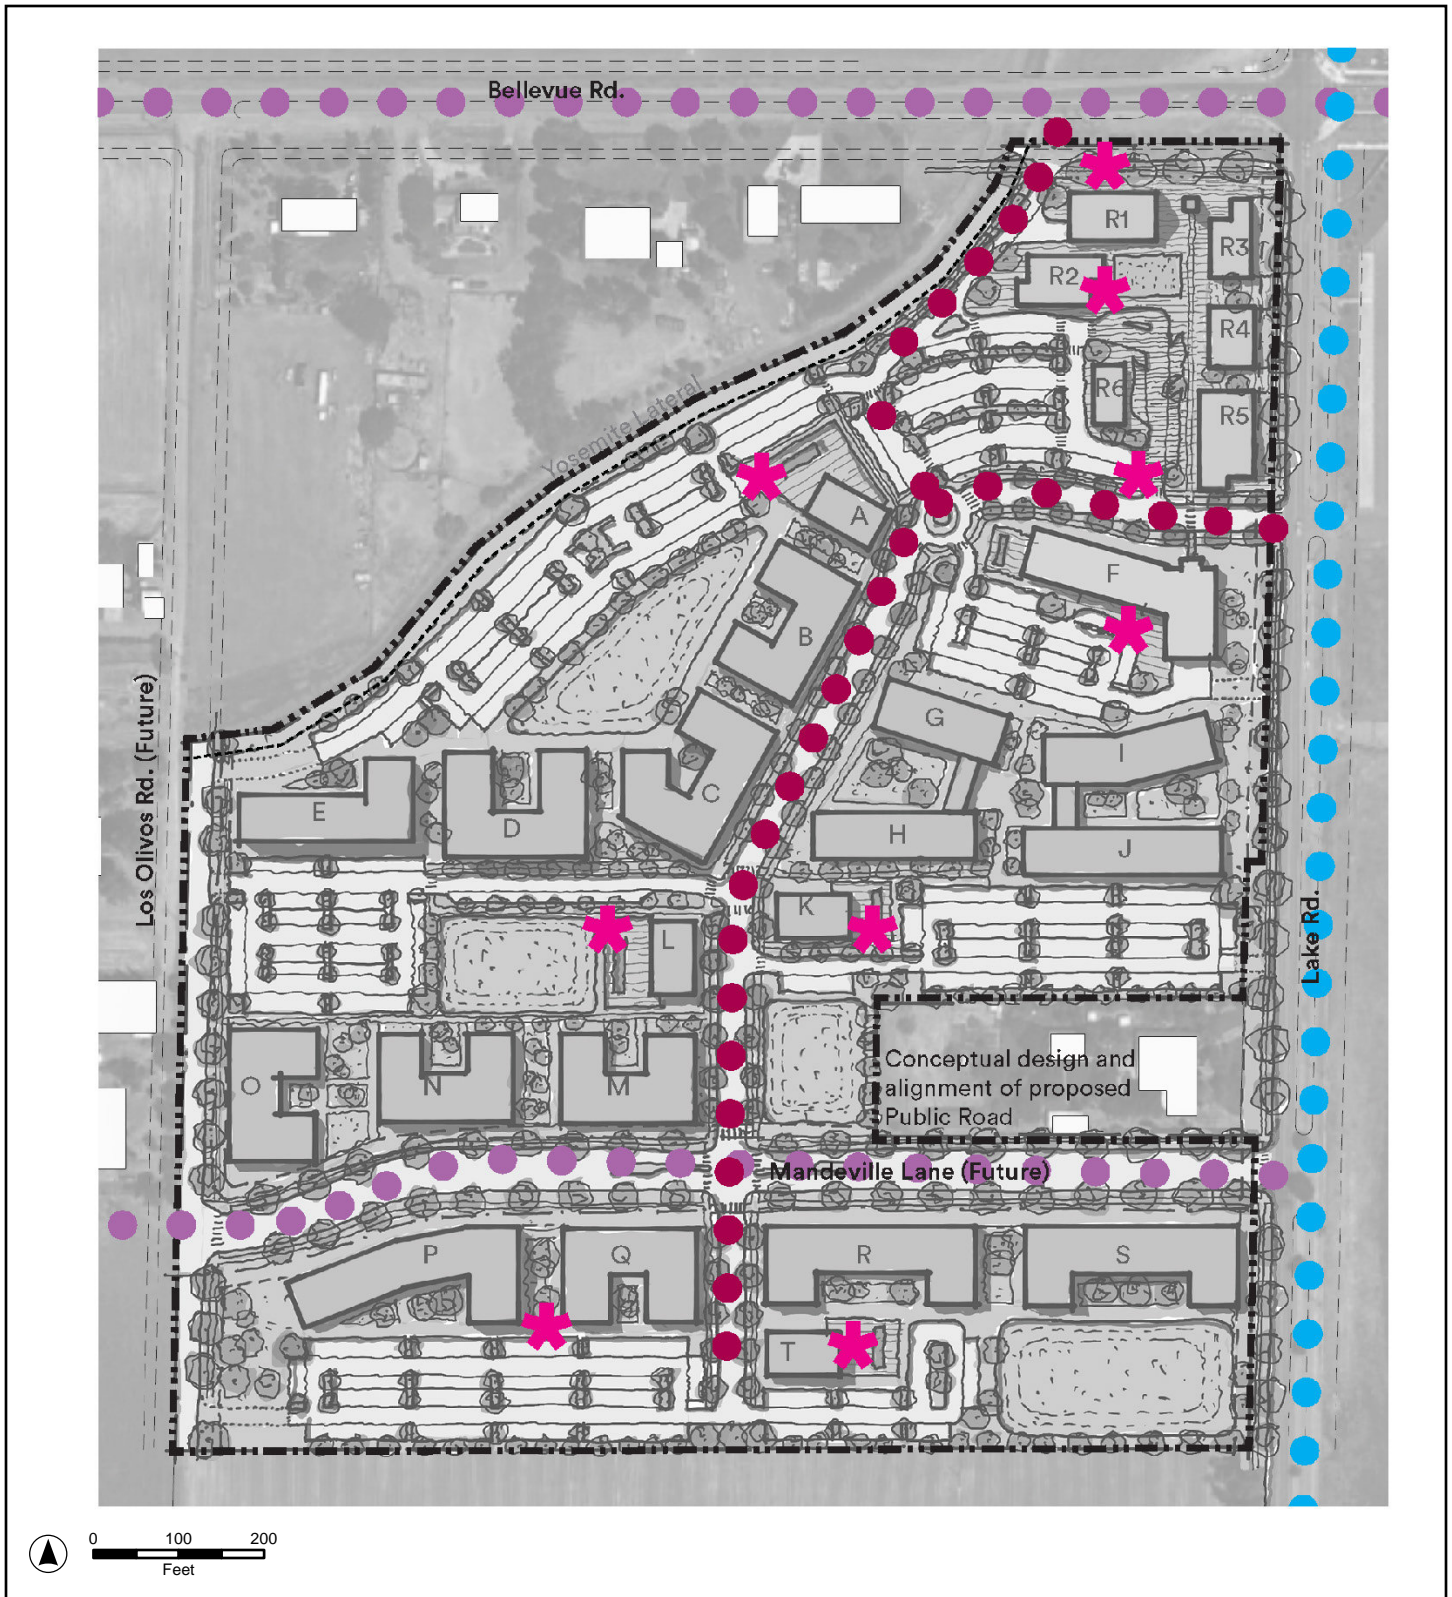 Bellevue Rd.
R1
R3
R2
R4
R6
R5
Yosemite Lateral
A
F
B
G
I
C
E
D
H
J
Los Olivos Rd. (Future)
K
L
Lake Rd.
Conceptual design and
alignment of proposed
Public Road
O
N
M
Mandeville Lane (Future)
P
Q
R
S
T
0 100 200
Feet